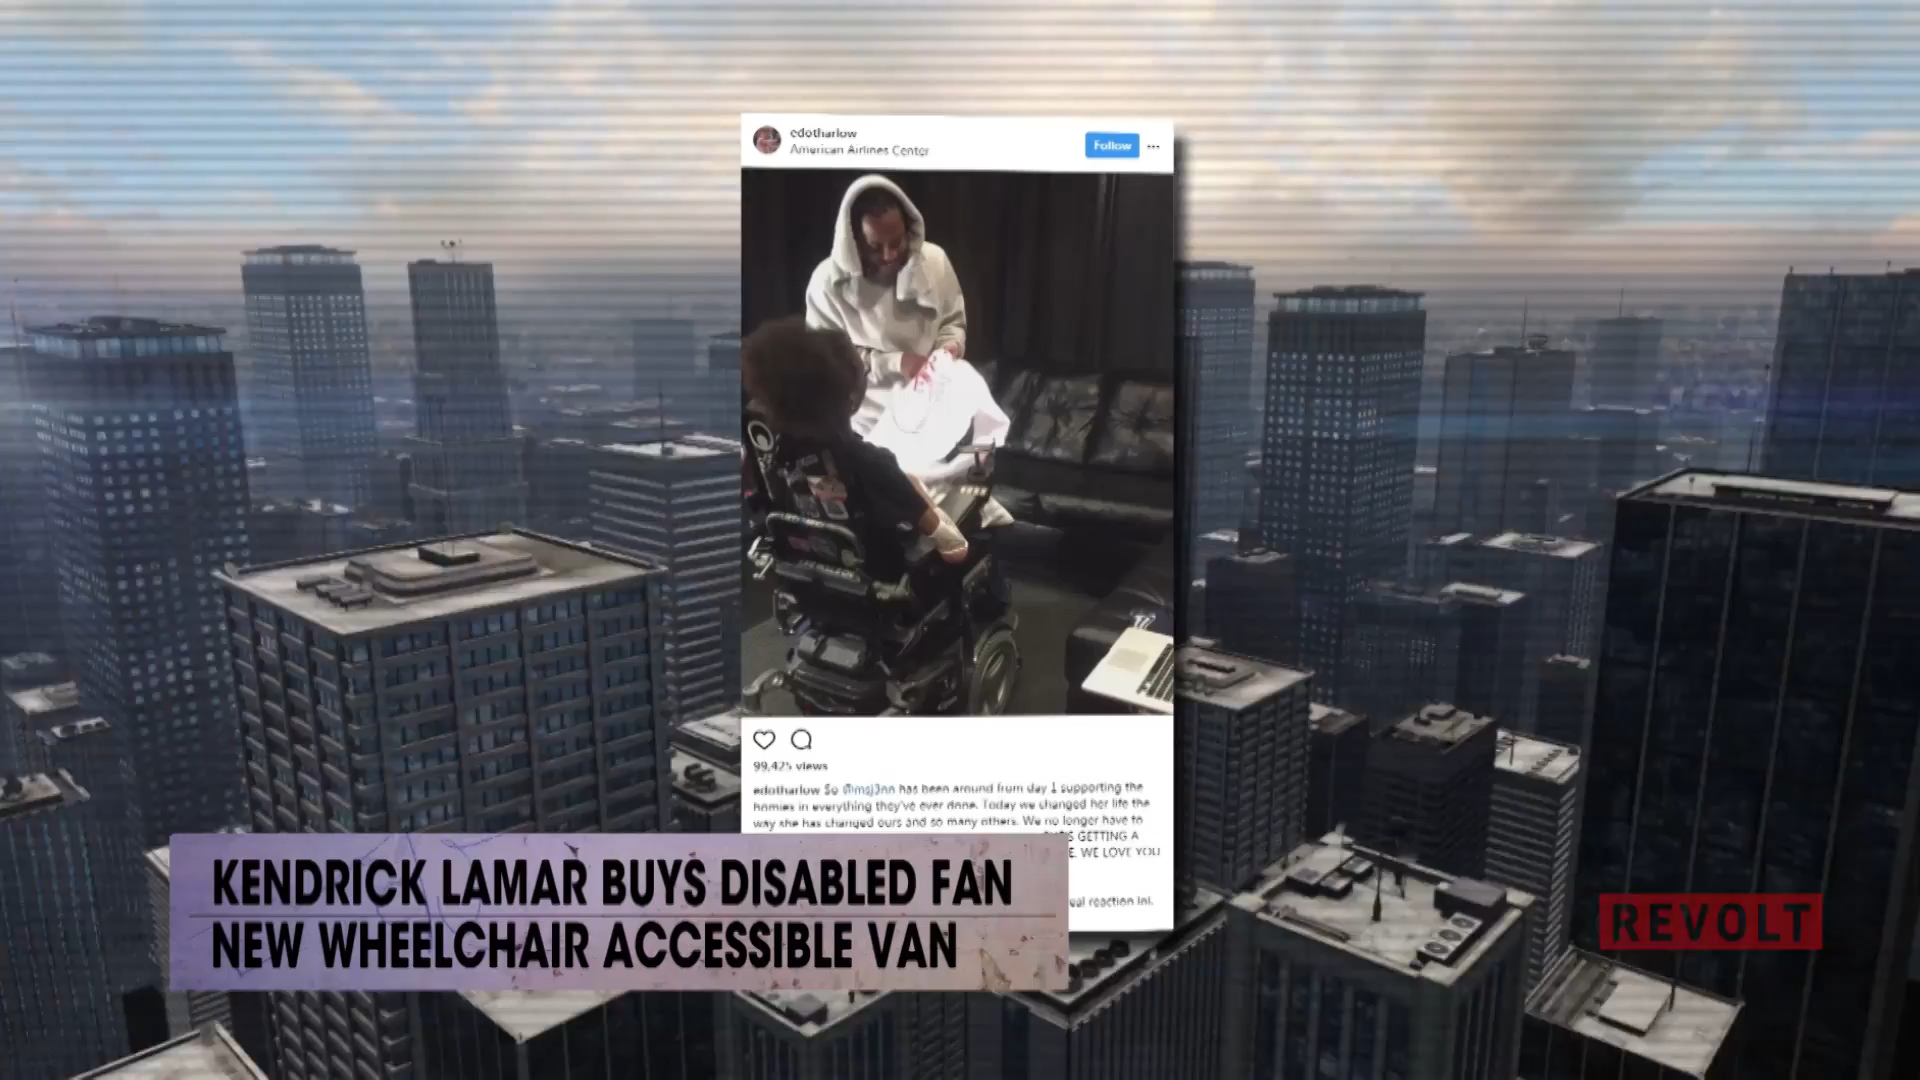 edotharlow
American Airlines Center
Follow
99,425 views
edotharlow So @msj3nn has been around from day 1 supporting the
homies in everything they've ever done. Today we changed her life the
way she has changed ours and so many others. We no longer have to
GETTING A
WE LOVE YOU
reaction lol.
KENDRICK LAMAR BUYS DISABLED FAN
NEW WHEELCHAIR ACCESSIBLE VAN
REVOLT